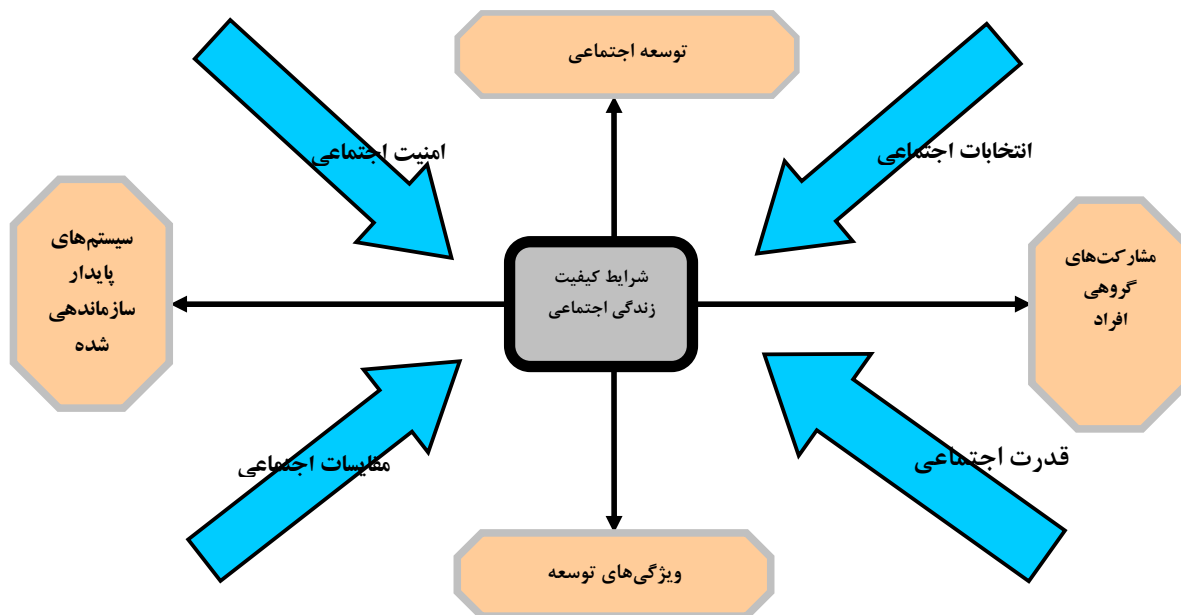 توسعه اجتماعی
انتخابات اجتماعی
امنیت اجتماعی
مشارکت‌های
گروهی
افراد
شرایط کیفیت
زندگی اجتماعی
سیستم‌های
پایدار
سازماندهی
شده
قدرت اجتماعی
مقایسات اجتماعی
ویژگی‌های توسعه